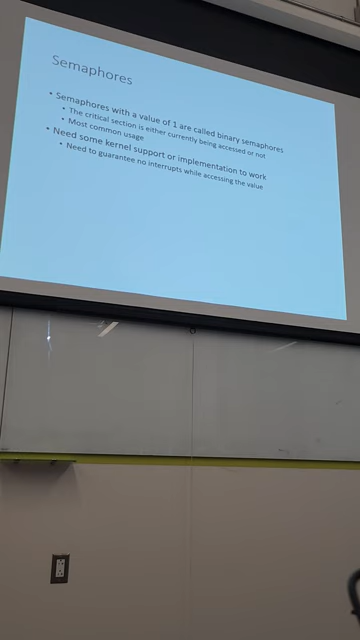 Semaphores
• Semaphores with a value of 1 are called binary semaphores
• The critical section is either currently being accessed or not
• Most common usage
• Need some kernel support or implementation to work
• Need to guarantee no interrupts while accessing the value